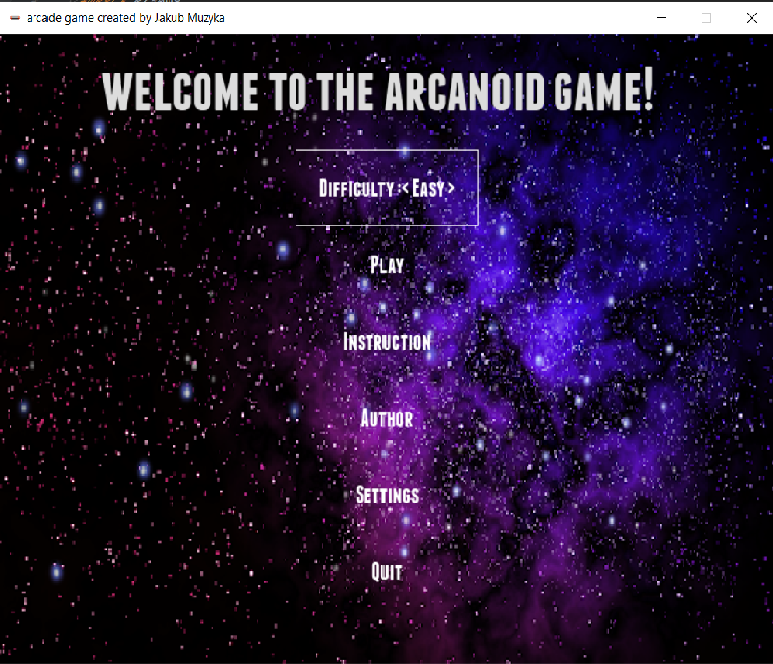 arcade game created by Jakub Muzyka
WELCOME TO THE ARCANOID GAME!
Difficulty :< Easy >
Play
Instruction
Author
Settings
Quit